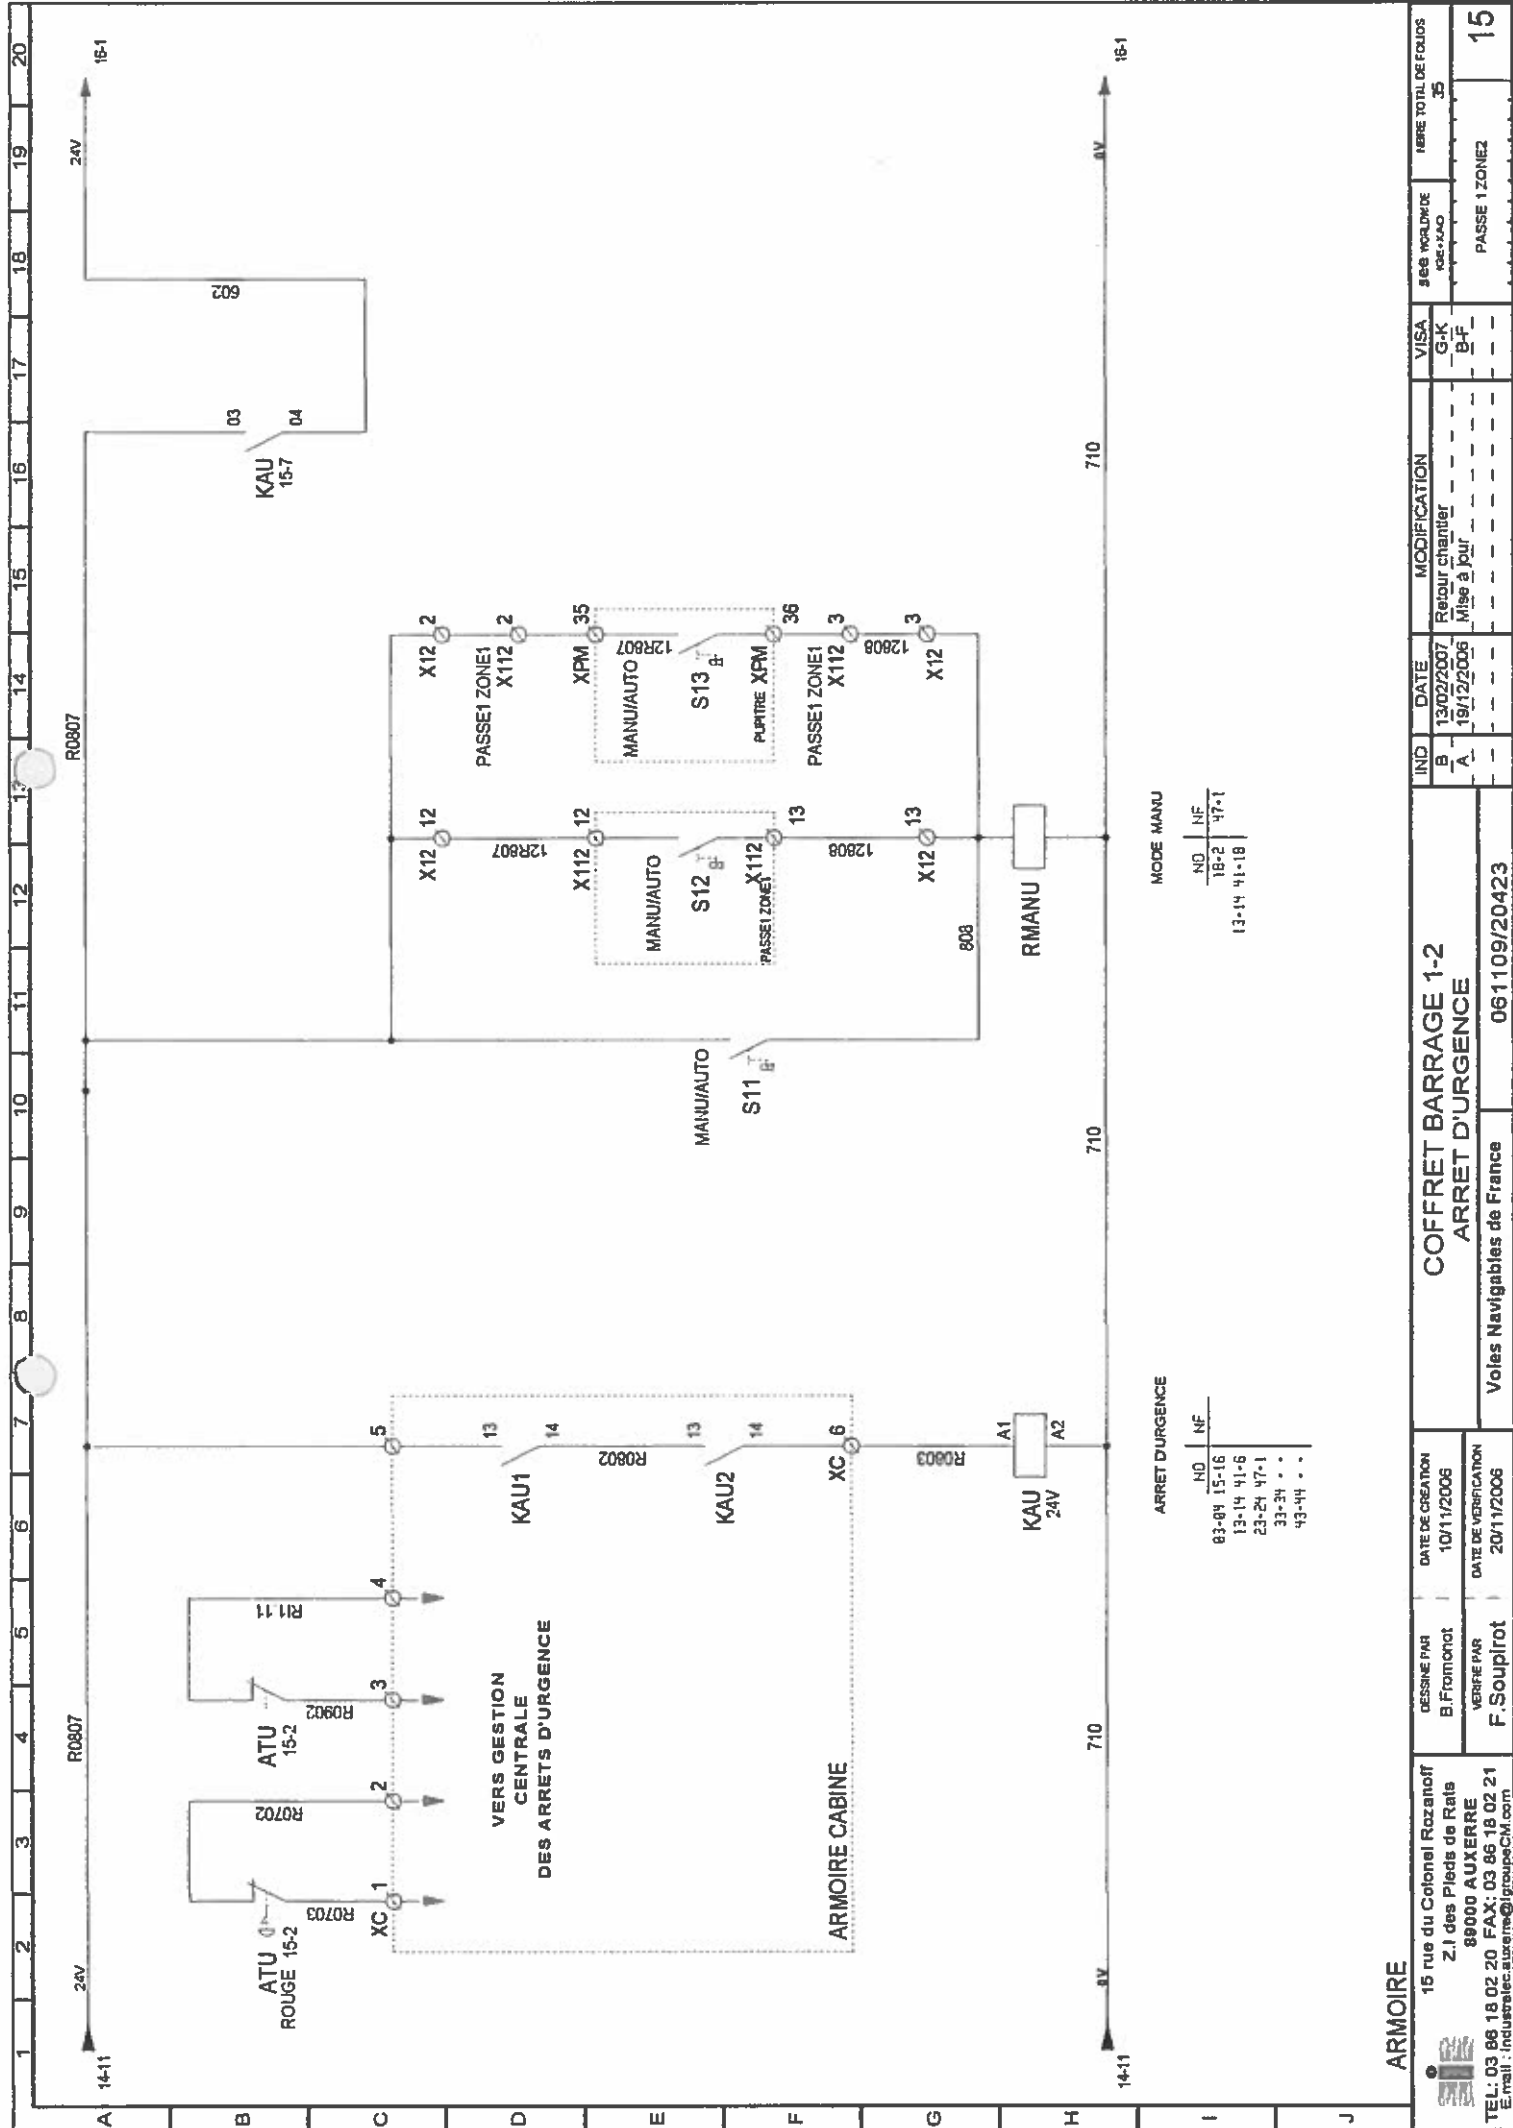 1 2 3 4 5 6 7 8 9 10 11 12 13 14 15 16 17 18 19 20
A
B
C
D
E
F
G
H
I
J
14-11
24V
R0807
R0807
24V
16-1
ATU
ROUGE 15-2
R0703
R0702
XC 1
2
ATU
15-2
R0902
R11.11
3
4
VERS GESTION
CENTRALE
DES ARRETS D'URGENCE
ARMOIRE CABINE
5
KAU1
13
14
R0802
KAU2
13
14
XC 6
R0803
KAU
24V
A1
A2
MANU/AUTO
S11
808
X12 12
12R807
X112 12
MANU/AUTO
S12
PASSE1 ZONE1
X112 13
12808
X12 13
RMANU
X12 2
PASSE1 ZONE1
X112 2
XPM 35
12R807
MANU/AUTO
S13
PUPITRE XPM 36
PASSE1 ZONE1
X112 3
12808
X12 3
KAU
15-7
03
04
602
14-11
0V
710
710
710
0V
16-1
ARRET D'URGENCE
NO NF
03-04 15-16
13-14 41-6
23-24 47-1
33-34 • •
43-44 • •
MODE MANU
NO NF
18-2 47-1
13-14 41-18
ARMOIRE
15 rue du Colonel Rozanoff
Z.I des Pieds de Rats
89000 AUXERRE
TEL: 03 86 18 02 20 FAX: 03 86 18 02 21
DESSINE PAR
B.Fromonot
DATE DE CREATION
10/11/2006
VERIFIE PAR
F.Soupirot
DATE DE VERIFICATION
20/11/2006
COFFRET BARRAGE 1-2
ARRET D'URGENCE
Voies Navigables de France
061109/20423
IND DATE MODIFICATION VISA
B 13/02/2007 Retour chantier G-K
A 19/12/2006 Mise à jour B-F
see WORLDWIDE
IGE+XAO
NBRE TOTAL DE FOLIOS
35
PASSE 1 ZONE2
15